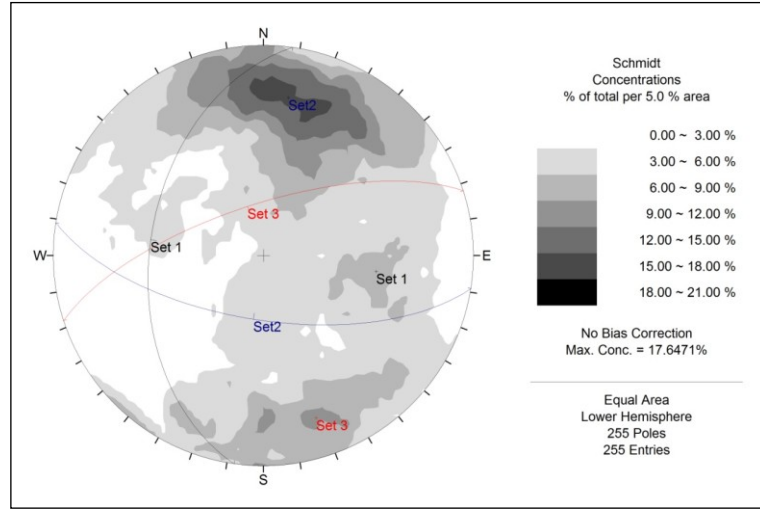 N
Set2
Set 3
Set 1
W
E
Set 1
Set2
Set 3
S
Schmidt
Concentrations
% of total per 5.0 % area
0.00 ~ 3.00 %
3.00 ~ 6.00 %
6.00 ~ 9.00 %
9.00 ~ 12.00 %
12.00 ~ 15.00 %
15.00 ~ 18.00 %
18.00 ~ 21.00 %
No Bias Correction
Max. Conc. = 17.6471%
Equal Area
Lower Hemisphere
255 Poles
255 Entries